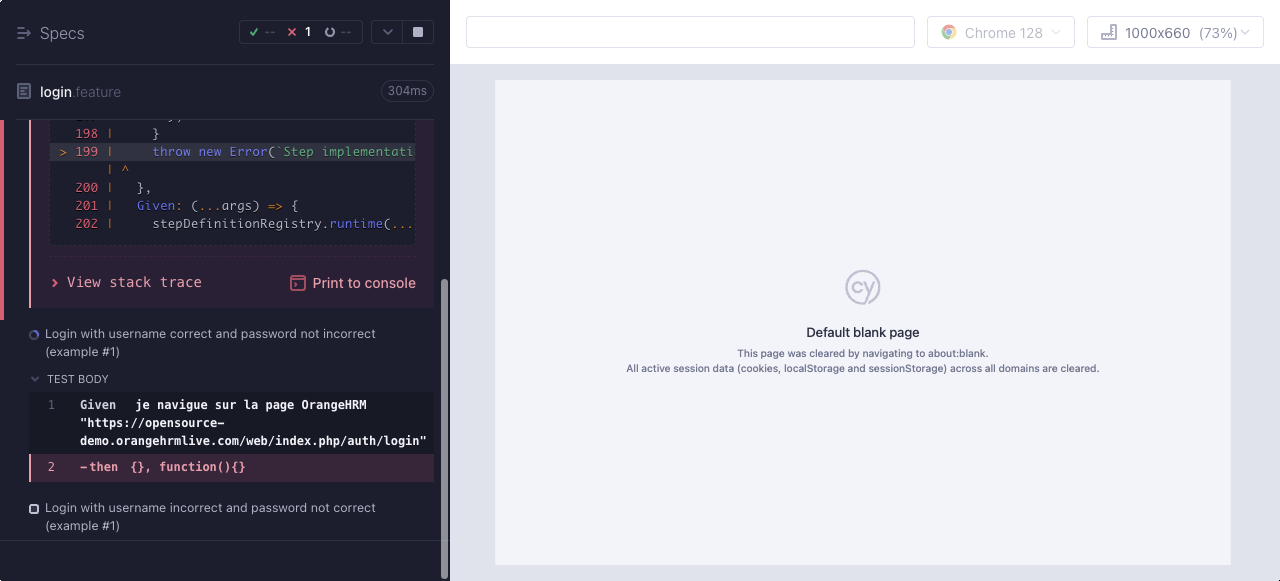 Specs
-- 1 --
login.feature
304ms
198 | }
> 199 | throw new Error(`Step implementati
| ^
200 | },
201 | Given: (...args) => {
202 | stepDefinitionRegistry.runtime(...
View stack trace
Print to console
Login with username correct and password not incorrect
(example #1)
TEST BODY
1 Given je navigue sur la page OrangeHRM
"https://opensource-
demo.orangehrmlive.com/web/index.php/auth/login"
2 -then {}, function(){}
Login with username incorrect and password not correct
(example #1)
Chrome 128
1000x660 (73%)
cy
Default blank page
This page was cleared by navigating to about:blank.
All active session data (cookies, localStorage and sessionStorage) across all domains are cleared.